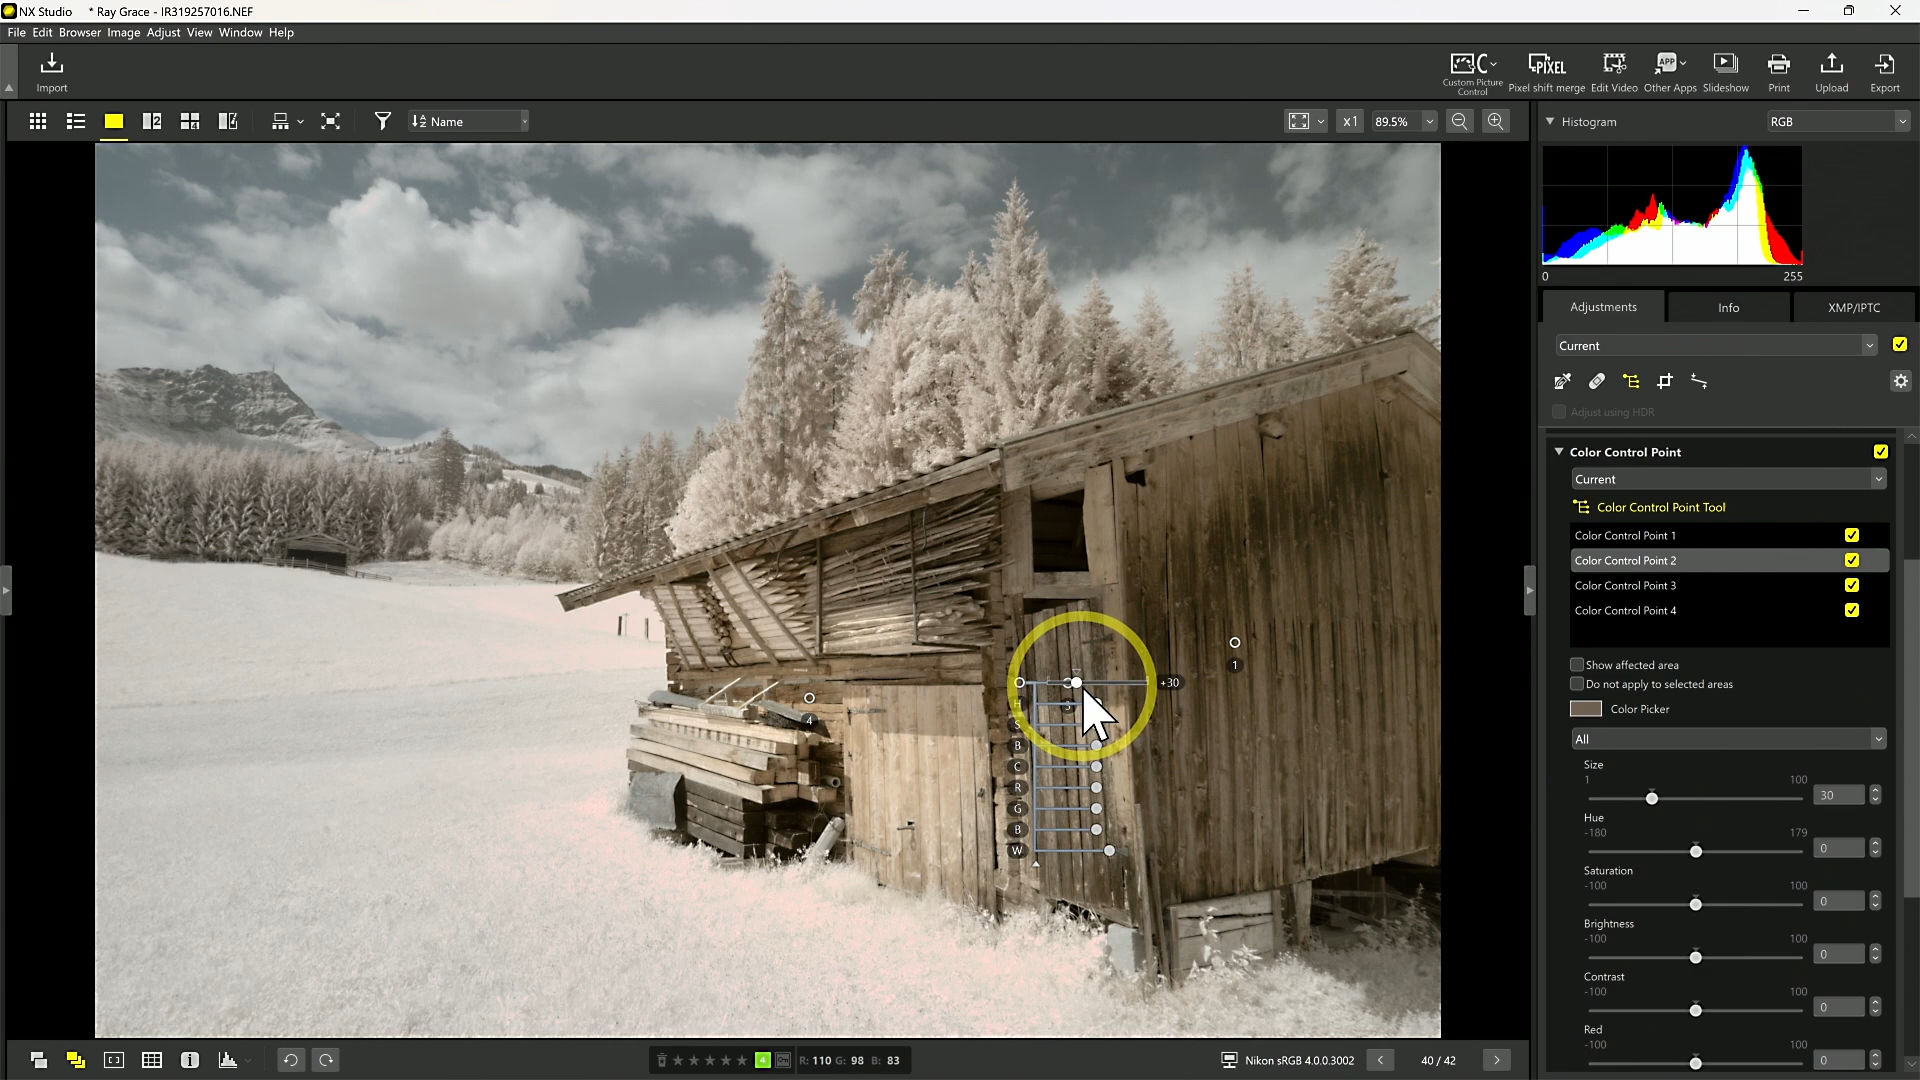 NX Studio * Ray Grace - IR319257016.NEF
File Edit Browser Image Adjust View Window Help
Import
C
Custom Picture Control
PIXEL
Pixel shift merge
Edit Video
APP
Other Apps
Slideshow
Print
Upload
Export
2
4
Name
x1
89.5%
Histogram
RGB
0
255
Adjustments
Info
XMP/IPTC
Current
Adjust using HDR
Color Control Point
Current
Color Control Point Tool
Color Control Point 1
Color Control Point 2
Color Control Point 3
Color Control Point 4
Show affected area
Do not apply to selected areas
Color Picker
All
Size
1
100
30
Hue
-180
179
0
Saturation
-100
100
0
Brightness
-100
100
0
Contrast
-100
100
0
Red
-100
100
0
1
4
+30
H
3
S
B
C
R
G
B
W
4
R: 110 G: 98 B: 83
Nikon sRGB 4.0.0.3002
40 / 42